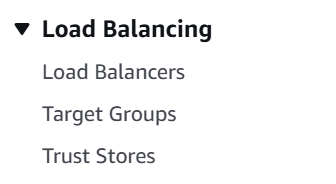 Load Balancing
Load Balancers
Target Groups
Trust Stores